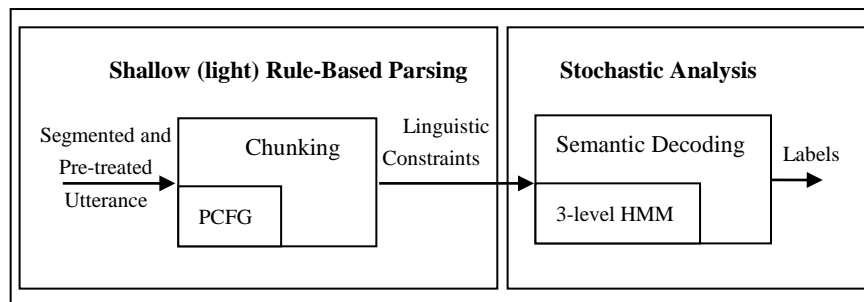 Shallow (light) Rule-Based Parsing
Segmented and
Pre-treated
Utterance
Chunking
PCFG
Linguistic
Constraints
Stochastic Analysis
Semantic Decoding
3-level HMM
Labels